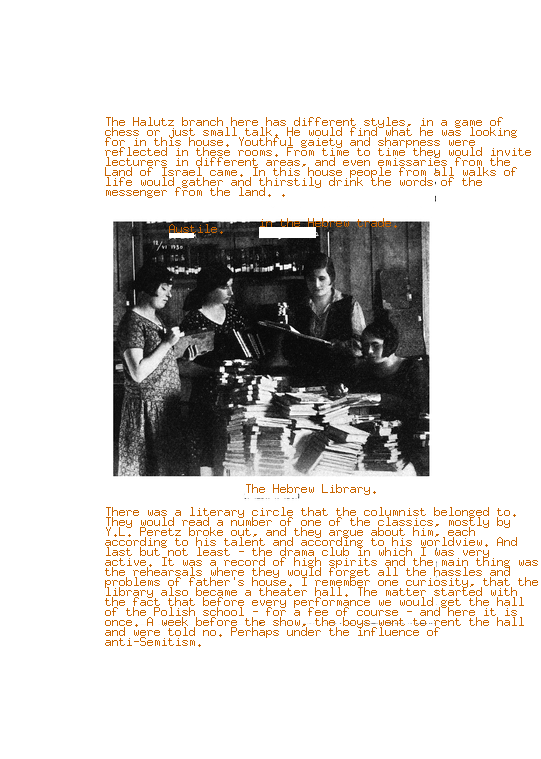 The Halutz branch here has different styles, in a game of
chess or just small talk. He would find what he was looking
for in this house. Youthful gaiety and sharpness were
reflected in these rooms. From time to time they would invite
lecturers in different areas, and even emissaries from the
Land of Israel came. In this house people from all walks of
life would gather and thirstily drink the words of the
messenger from the land. .
Austile. in the Hebrew trade.
12/VI 1930
The Hebrew Library.
There was a literary circle that the columnist belonged to.
They would read a number of one of the classics, mostly by
Y.L. Peretz broke out, and they argue about him, each
according to his talent and according to his worldview. And
last but not least - the drama club in which I was very
active. It was a record of high spirits and the main thing was
the rehearsals where they would forget all the hassles and
problems of father's house. I remember one curiosity, that the
library also became a theater hall. The matter started with
the fact that before every performance we would get the hall
of the Polish school - for a fee of course - and here it is
once. A week before the show, the boys went to rent the hall
and were told no. Perhaps under the influence of
anti-Semitism.